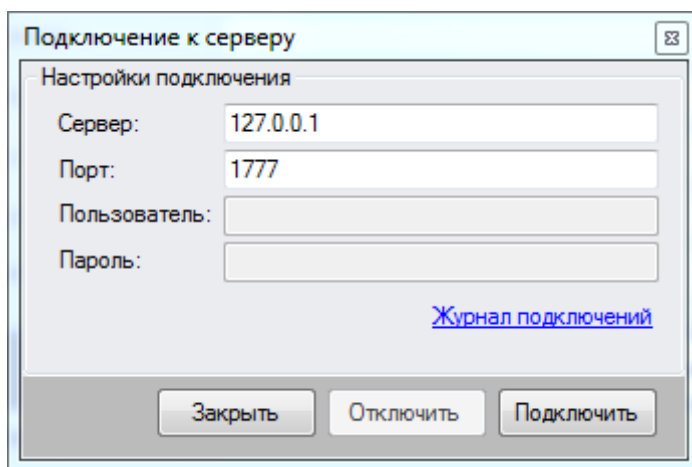 Подключение к серверу
Настройки подключения
Сервер: 127.0.0.1
Порт: 1777
Пользователь:
Пароль:
Журнал подключений
Закрыть Отключить Подключить